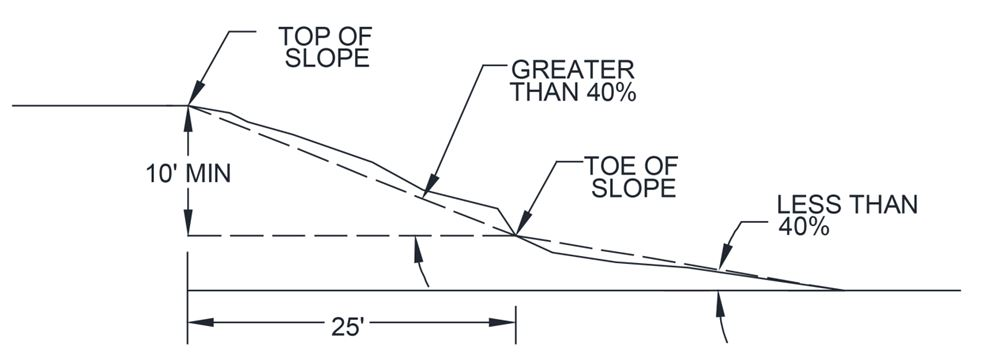 TOP OF
SLOPE
GREATER
THAN 40%
10' MIN
TOE OF
SLOPE
LESS THAN
40%
25'